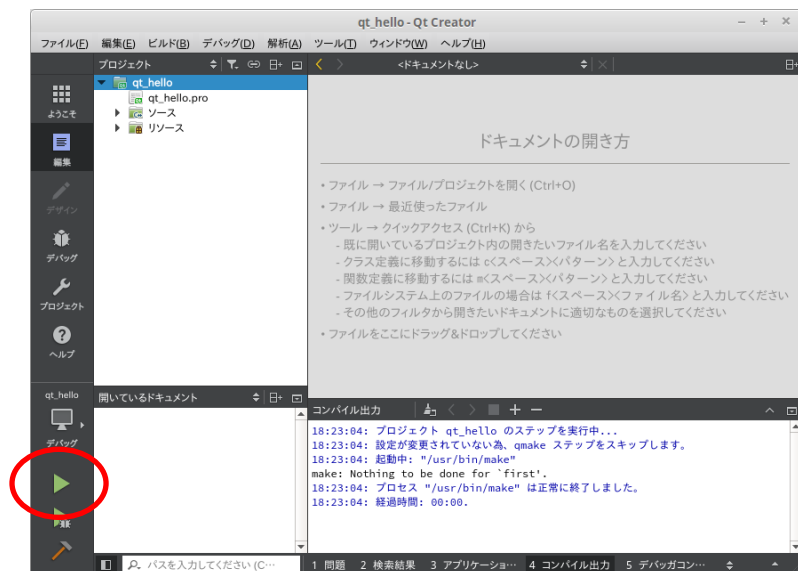 qt_hello - Qt Creator
ファイル(F) 編集(E) ビルド(B) デバッグ(D) 解析(A) ツール(T) ウィンドウ(W) ヘルプ(H)
プロジェクト
<ドキュメントなし>
ようこそ
編集
デザイン
デバッグ
プロジェクト
ヘルプ
qt_hello
デバッグ
qt_hello
qt_hello.pro
ソース
リソース
ドキュメントの開き方
• ファイル → ファイル/プロジェクトを開く (Ctrl+O)
• ファイル → 最近使ったファイル
• ツール → クイックアクセス (Ctrl+K) から
- 既に開いているプロジェクト内の開きたいファイル名を入力してください
- クラス定義に移動するには c<スペース><パターン> と入力してください
- 関数定義に移動するには m<スペース><パターン> と入力してください
- ファイルシステム上のファイルの場合は f<スペース><ファイル名> と入力してください
- その他のフィルタから開きたいドキュメントに適切なものを選択してください
• ファイルをここにドラッグ&ドロップしてください
開いているドキュメント
コンパイル出力
18:23:04: プロジェクト qt_hello のステップを実行中...
18:23:04: 設定が変更されていない為、qmake ステップをスキップします。
18:23:04: 起動中: "/usr/bin/make"
make: Nothing to be done for `first'.
18:23:04: プロセス "/usr/bin/make" は正常に終了しました。
18:23:04: 経過時間: 00:00.
パスを入力してください (C…
1 問題 2 検索結果 3 アプリケーショ… 4 コンパイル出力 5 デバッガコン…